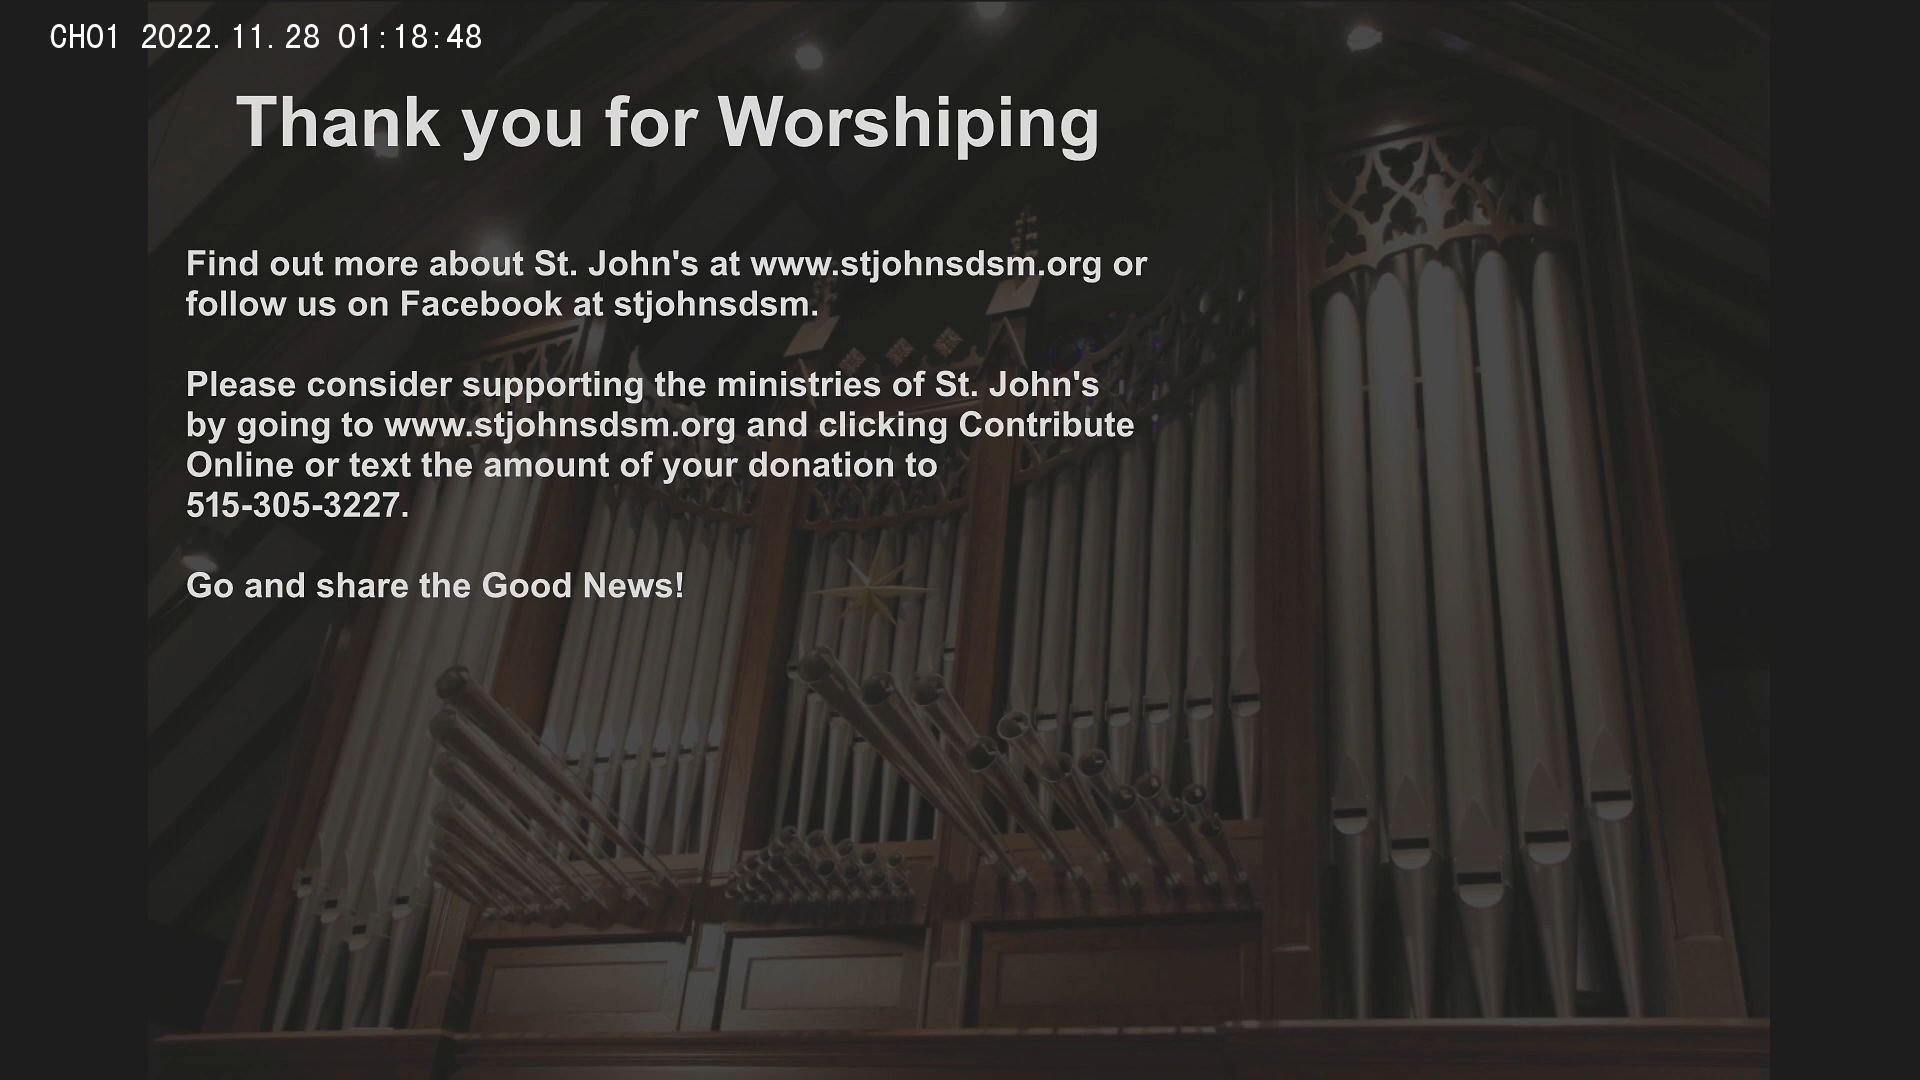 CH01 2022.11.28 01:18:48
Thank you for Worshiping
Find out more about St. John's at www.stjohnsdsm.org or
follow us on Facebook at stjohnsdsm.
Please consider supporting the ministries of St. John's
by going to www.stjohnsdsm.org and clicking Contribute
Online or text the amount of your donation to
515-305-3227.
Go and share the Good News!